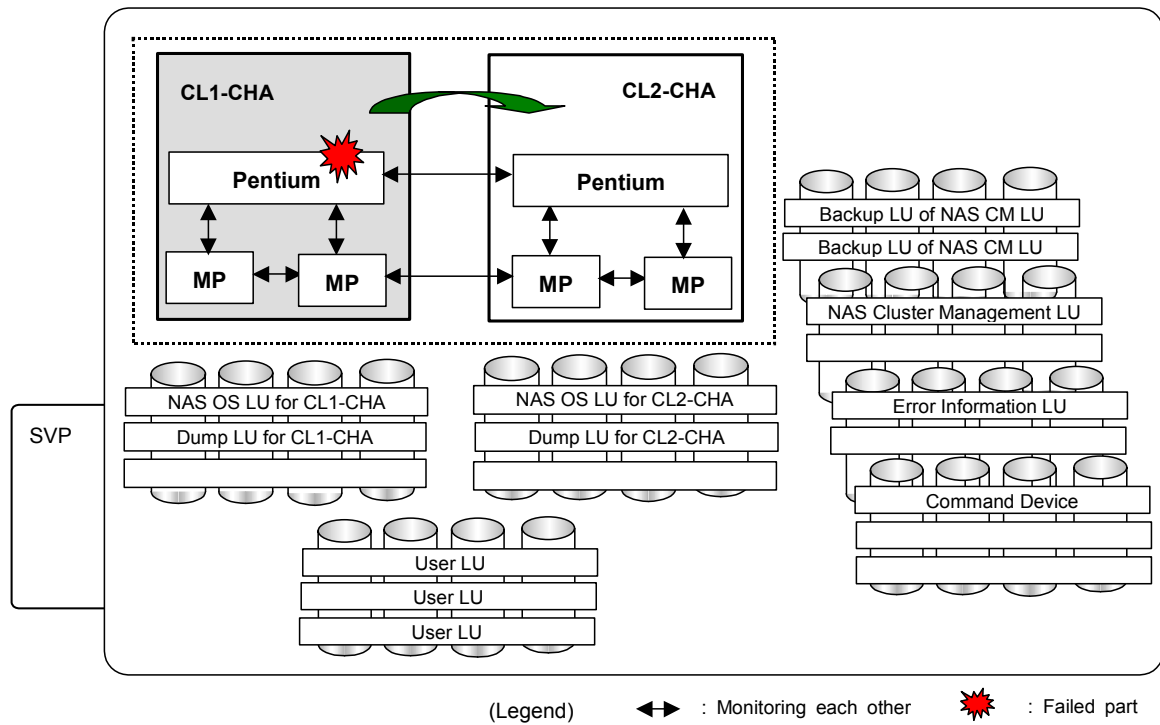 CL1-CHA
CL2-CHA
Pentium
Pentium
MP
MP
MP
MP
Backup LU of NAS CM LU
Backup LU of NAS CM LU
NAS Cluster Management LU
Error Information LU
Command Device
NAS OS LU for CL1-CHA
Dump LU for CL1-CHA
NAS OS LU for CL2-CHA
Dump LU for CL2-CHA
SVP
User LU
User LU
User LU
(Legend) : Monitoring each other : Failed part